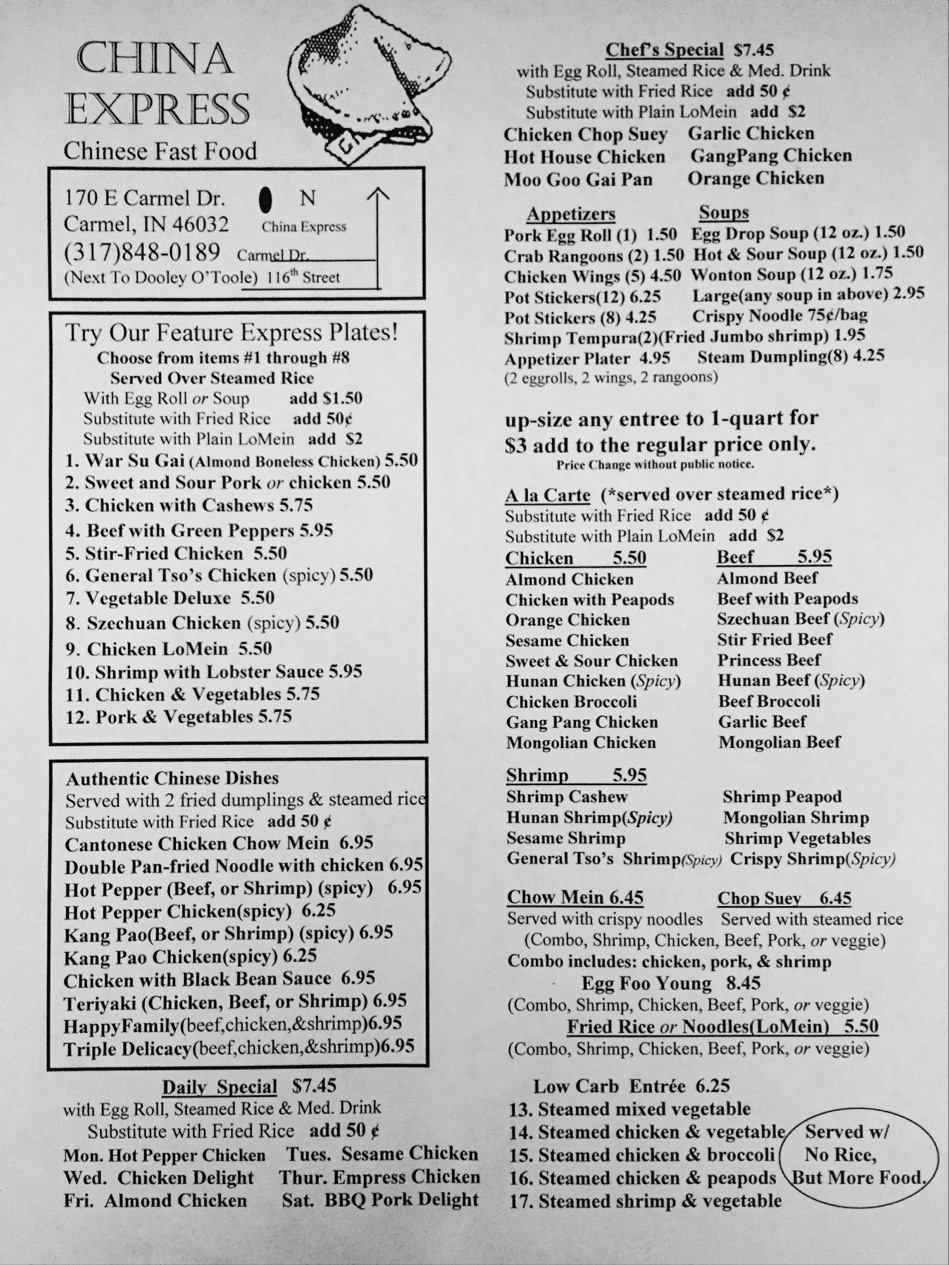 CHINA
EXPRESS
Chinese Fast Food
170 E Carmel Dr.
N
Carmel, IN 46032
China Express
(317)848-0189
Carmel Dr.
(Next To Dooley O'Toole)
116th Street
Try Our Feature Express Plates!
Choose from items #1 through #8
Served Over Steamed Rice
With Egg Roll or Soup add $1.50
Substitute with Fried Rice add 50¢
Substitute with Plain LoMein add $2
1. War Su Gai (Almond Boneless Chicken) 5.50
2. Sweet and Sour Pork or chicken 5.50
3. Chicken with Cashews 5.75
4. Beef with Green Peppers 5.95
5. Stir-Fried Chicken 5.50
6. General Tso's Chicken (spicy) 5.50
7. Vegetable Deluxe 5.50
8. Szechuan Chicken (spicy) 5.50
9. Chicken LoMein 5.50
10. Shrimp with Lobster Sauce 5.95
11. Chicken & Vegetables 5.75
12. Pork & Vegetables 5.75
Authentic Chinese Dishes
Served with 2 fried dumplings & steamed rice
Substitute with Fried Rice add 50 ¢
Cantonese Chicken Chow Mein 6.95
Double Pan-fried Noodle with chicken 6.95
Hot Pepper (Beef, or Shrimp) (spicy) 6.95
Hot Pepper Chicken(spicy) 6.25
Kang Pao(Beef, or Shrimp) (spicy) 6.95
Kang Pao Chicken(spicy) 6.25
Chicken with Black Bean Sauce 6.95
Teriyaki (Chicken, Beef, or Shrimp) 6.95
HappyFamily(beef,chicken,&shrimp)6.95
Triple Delicacy(beef,chicken,&shrimp)6.95
Daily Special $7.45
with Egg Roll, Steamed Rice & Med. Drink
Substitute with Fried Rice add 50 ¢
Mon. Hot Pepper Chicken Tues. Sesame Chicken
Wed. Chicken Delight Thur. Empress Chicken
Fri. Almond Chicken Sat. BBQ Pork Delight
Chef's Special $7.45
with Egg Roll, Steamed Rice & Med. Drink
Substitute with Fried Rice add 50 ¢
Substitute with Plain LoMein add $2
Chicken Chop Suey Garlic Chicken
Hot House Chicken GangPang Chicken
Moo Goo Gai Pan Orange Chicken
Appetizers Soups
Pork Egg Roll (1) 1.50 Egg Drop Soup (12 oz.) 1.50
Crab Rangoons (2) 1.50 Hot & Sour Soup (12 oz.) 1.50
Chicken Wings (5) 4.50 Wonton Soup (12 oz.) 1.75
Pot Stickers(12) 6.25 Large(any soup in above) 2.95
Pot Stickers (8) 4.25 Crispy Noodle 75¢/bag
Shrimp Tempura(2)(Fried Jumbo shrimp) 1.95
Appetizer Plater 4.95 Steam Dumpling(8) 4.25
(2 eggrolls, 2 wings, 2 rangoons)
up-size any entree to 1-quart for
$3 add to the regular price only.
Price Change without public notice.
A la Carte (*served over steamed rice*)
Substitute with Fried Rice add 50 ¢
Substitute with Plain LoMein add $2
Chicken 5.50 Beef 5.95
Almond Chicken Almond Beef
Chicken with Peapods Beef with Peapods
Orange Chicken Szechuan Beef (Spicy)
Sesame Chicken Stir Fried Beef
Sweet & Sour Chicken Princess Beef
Hunan Chicken (Spicy) Hunan Beef (Spicy)
Chicken Broccoli Beef Broccoli
Gang Pang Chicken Garlic Beef
Mongolian Chicken Mongolian Beef
Shrimp 5.95
Shrimp Cashew Shrimp Peapod
Hunan Shrimp(Spicy) Mongolian Shrimp
Sesame Shrimp Shrimp Vegetables
General Tso's Shrimp(Spicy) Crispy Shrimp(Spicy)
Chow Mein 6.45 Chop Suey 6.45
Served with crispy noodles Served with steamed rice
(Combo, Shrimp, Chicken, Beef, Pork, or veggie)
Combo includes: chicken, pork, & shrimp
Egg Foo Young 8.45
(Combo, Shrimp, Chicken, Beef, Pork, or veggie)
Fried Rice or Noodles(LoMein) 5.50
(Combo, Shrimp, Chicken, Beef, Pork, or veggie)
Low Carb Entrée 6.25
13. Steamed mixed vegetable
14. Steamed chicken & vegetable
15. Steamed chicken & broccoli
16. Steamed chicken & peapods
17. Steamed shrimp & vegetable
Served w/
No Rice,
But More Food.